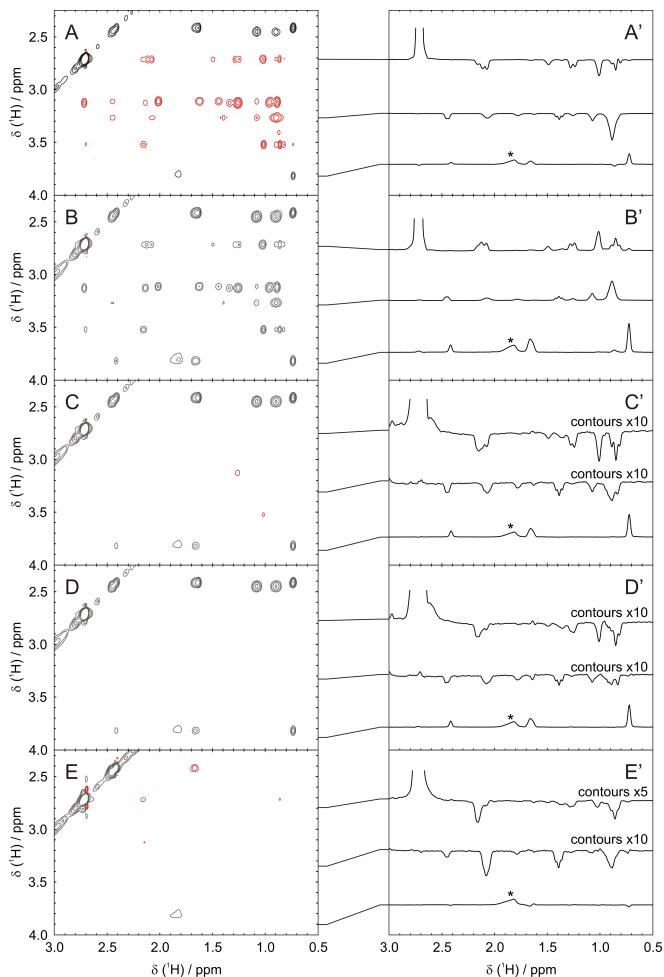 A
A'
2.5
3.0
3.5
*
4.0
δ (¹H) / ppm
B
B'
2.5
3.0
3.5
*
4.0
δ (¹H) / ppm
C
C'
contours x10
2.5
3.0
contours x10
3.5
*
4.0
δ (¹H) / ppm
D
D'
contours x10
2.5
3.0
contours x10
3.5
*
4.0
δ (¹H) / ppm
E
E'
contours x5
2.5
3.0
contours x10
3.5
*
4.0
δ (¹H) / ppm
3.0 2.5 2.0 1.5 1.0 0.5
3.0 2.5 2.0 1.5 1.0 0.5
δ (¹H) / ppm
δ (¹H) / ppm